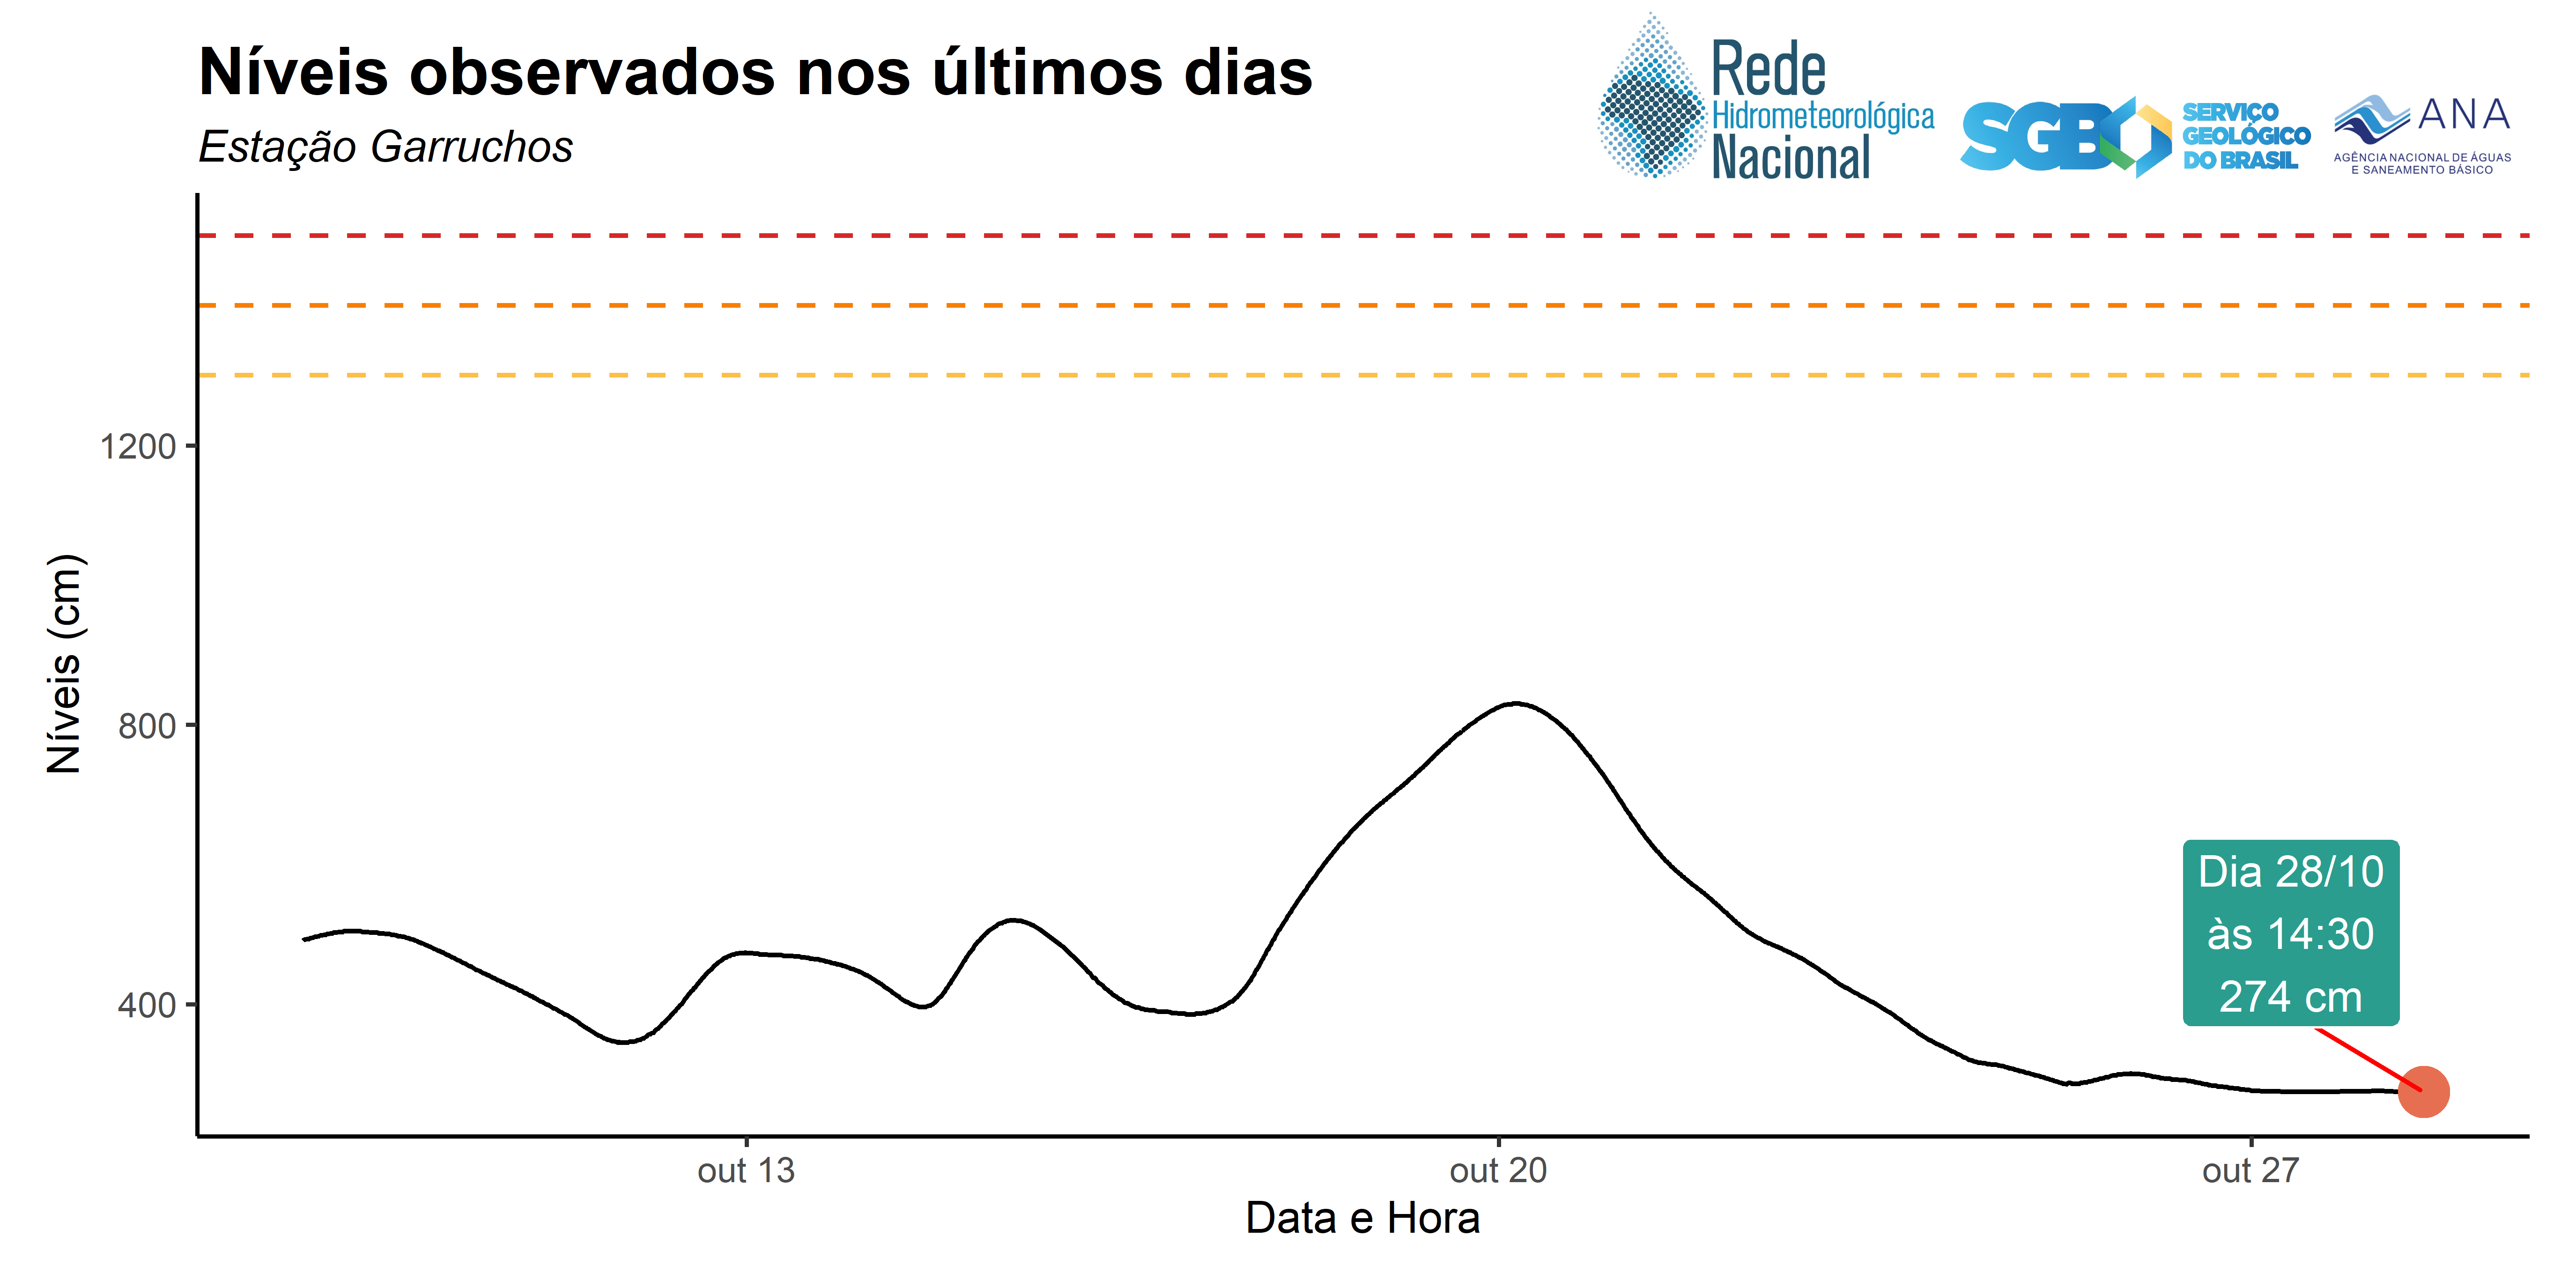 Níveis observados nos últimos dias
Estação Garruchos
Rede
Hidrometeorológica
Nacional
SGB
SERVIÇO
GEOLÓGICO
DO BRASIL
ANA
AGÊNCIA NACIONAL DE ÁGUAS
E SANEAMENTO BÁSICO
Níveis (cm)
1200
800
400
Dia 28/10
às 14:30
274 cm
out 13
out 20
out 27
Data e Hora